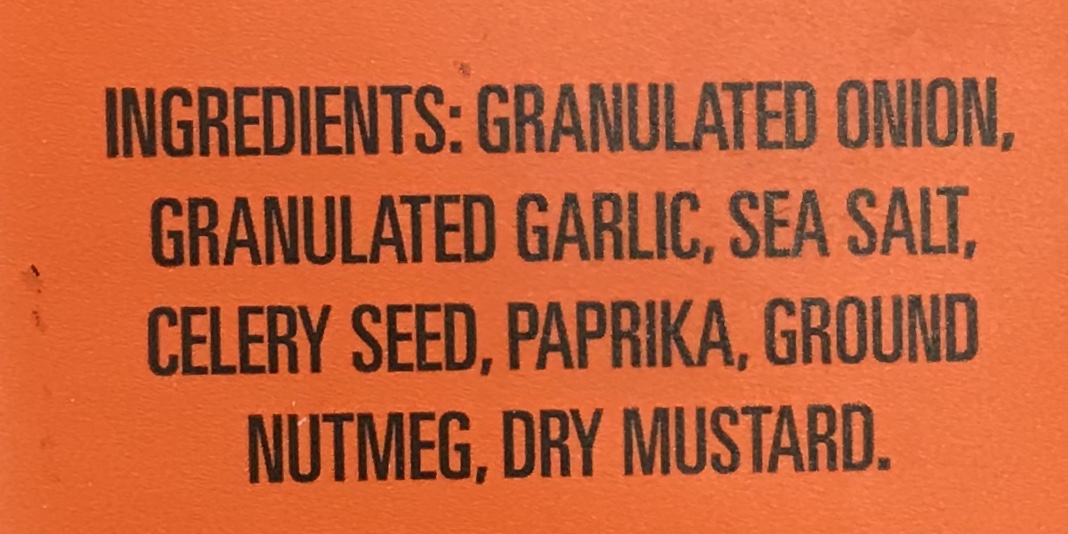 INGREDIENTS: GRANULATED ONION,
GRANULATED GARLIC, SEA SALT,
CELERY SEED, PAPRIKA, GROUND
NUTMEG, DRY MUSTARD.